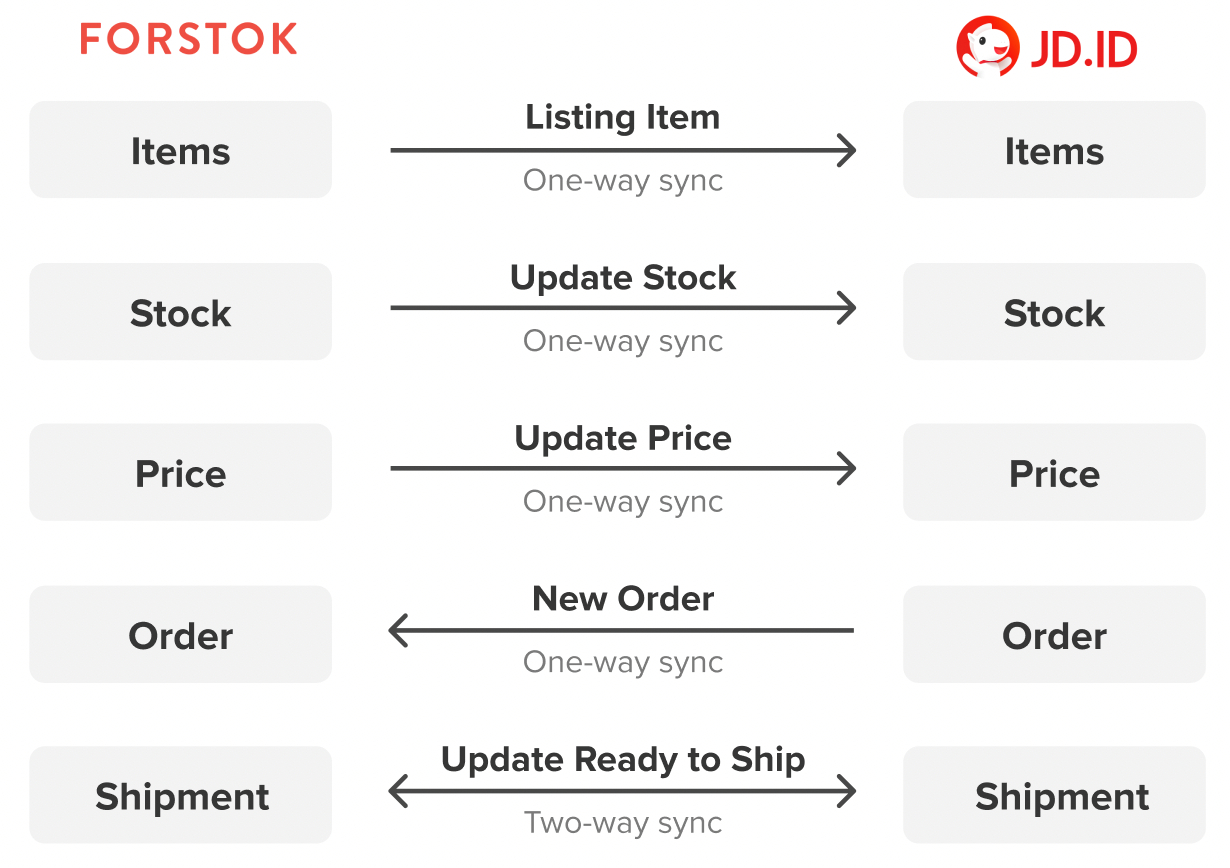 FORSTOK
JD.ID
Listing Item
Items
Items
One-way sync
Update Stock
Stock
Stock
One-way sync
Update Price
Price
Price
One-way sync
New Order
Order
Order
One-way sync
Update Ready to Ship
Shipment
Shipment
Two-way sync